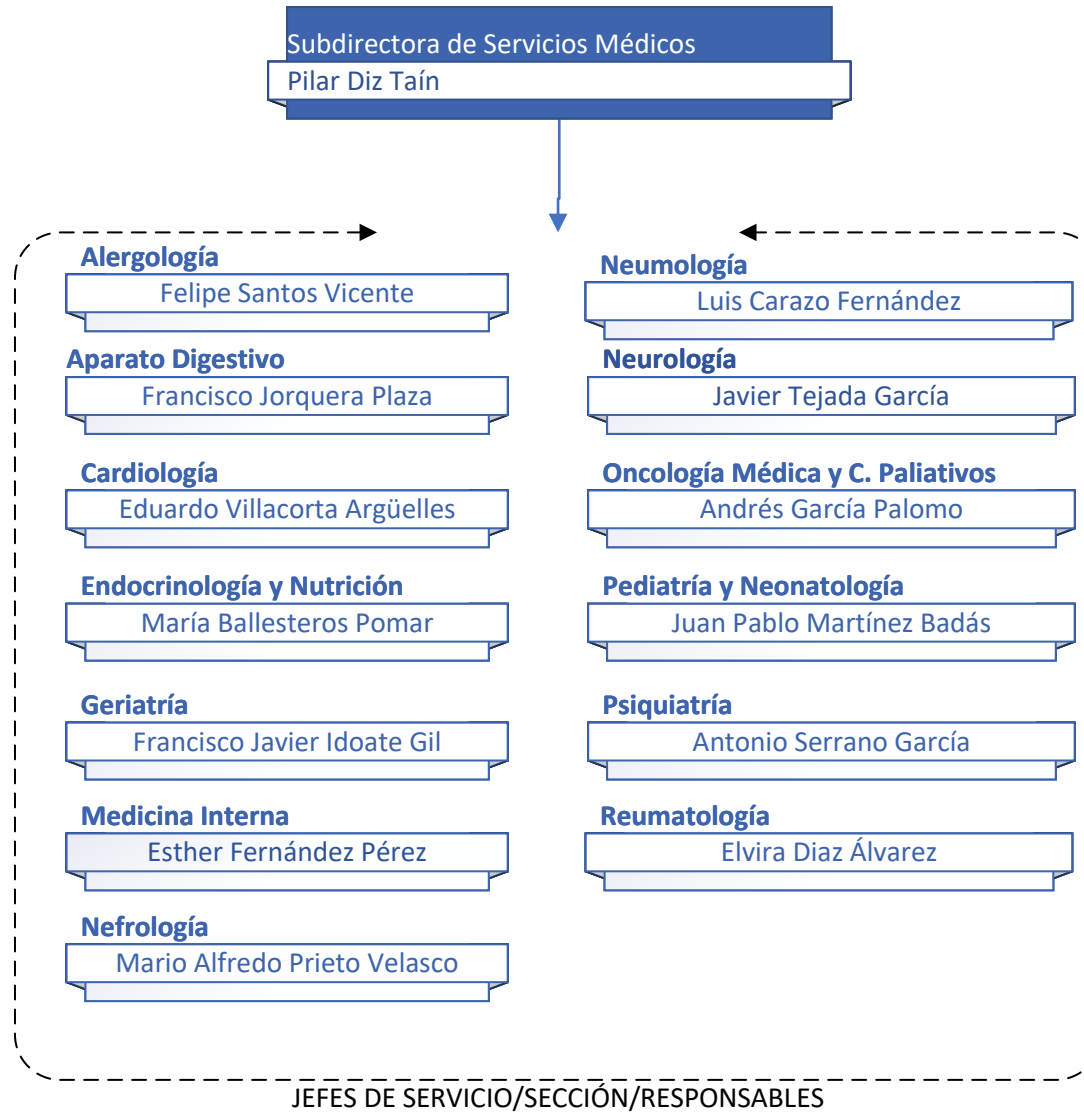 Subdirectora de Servicios Médicos
Pilar Diz Taín
Alergología
Felipe Santos Vicente
Aparato Digestivo
Francisco Jorquera Plaza
Cardiología
Eduardo Villacorta Argüelles
Endocrinología y Nutrición
María Ballesteros Pomar
Geriatría
Francisco Javier Idoate Gil
Medicina Interna
Esther Fernández Pérez
Nefrología
Mario Alfredo Prieto Velasco
Neumología
Luis Carazo Fernández
Neurología
Javier Tejada García
Oncología Médica y C. Paliativos
Andrés García Palomo
Pediatría y Neonatología
Juan Pablo Martínez Badás
Psiquiatría
Antonio Serrano García
Reumatología
Elvira Diaz Álvarez
JEFES DE SERVICIO/SECCIÓN/RESPONSABLES